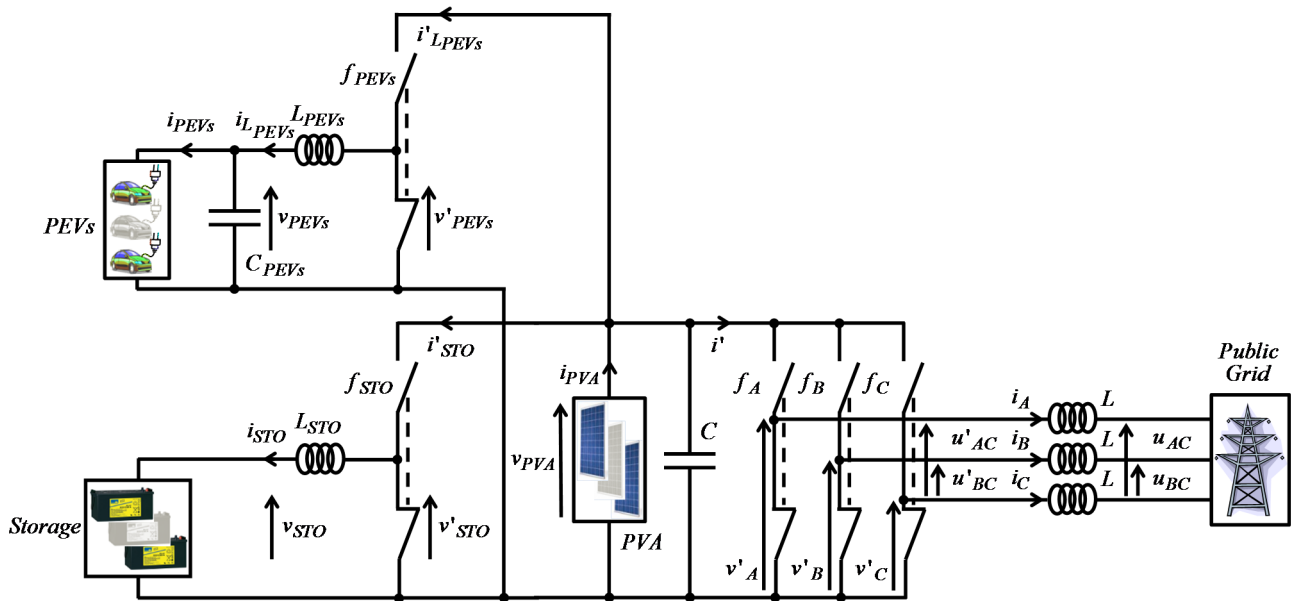 i'LPEVs
fPEVs
LPEVs
iPEVs
iLPEVs
PEVs
vPEVs
v'PEVs
CPEVs
i'STO
i'
fSTO
iPVA
Public
Grid
fA
fB
fC
LSTO
iSTO
iA
L
C
u'AC
iB
L
uAC
vPVA
u'BC
iC
L
uBC
Storage
vSTO
v'STO
PVA
v'A
v'B
v'C